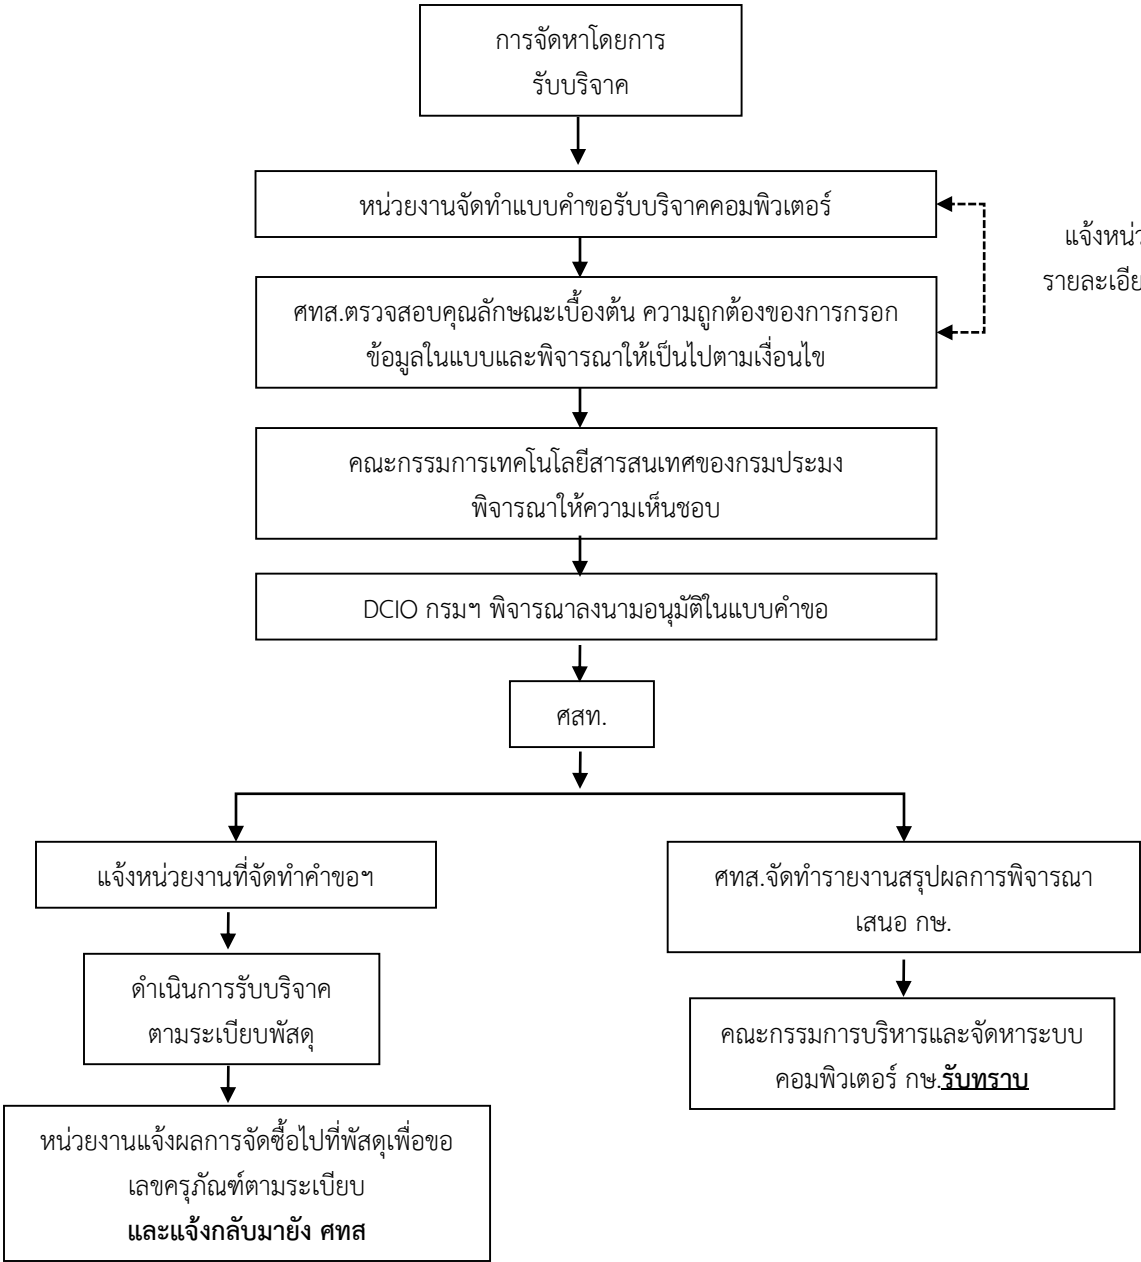 การจัดหาโดยการ
รับบริจาค
หน่วยงานจัดทำแบบคำขอรับบริจาคคอมพิวเตอร์
แจ้งหน่ว
รายละเอีย
ศทส.ตรวจสอบคุณลักษณะเบื้องต้น ความถูกต้องของการกรอก
ข้อมูลในแบบและพิจารณาให้เป็นไปตามเงื่อนไข
คณะกรรมการเทคโนโลยีสารสนเทศของกรมประมง
พิจารณาให้ความเห็นชอบ
DCIO กรมฯ พิจารณาลงนามอนุมัติในแบบคำขอ
ศสท.
แจ้งหน่วยงานที่จัดทำคำขอฯ
ดำเนินการรับบริจาค
ตามระเบียบพัสดุ
หน่วยงานแจ้งผลการจัดซื้อไปที่พัสดุเพื่อขอ
เลขครุภัณฑ์ตามระเบียบ
และแจ้งกลับมายัง ศทส
ศทส.จัดทำรายงานสรุปผลการพิจารณา
เสนอ กษ.
คณะกรรมการบริหารและจัดหาระบบ
คอมพิวเตอร์ กษ.รับทราบ